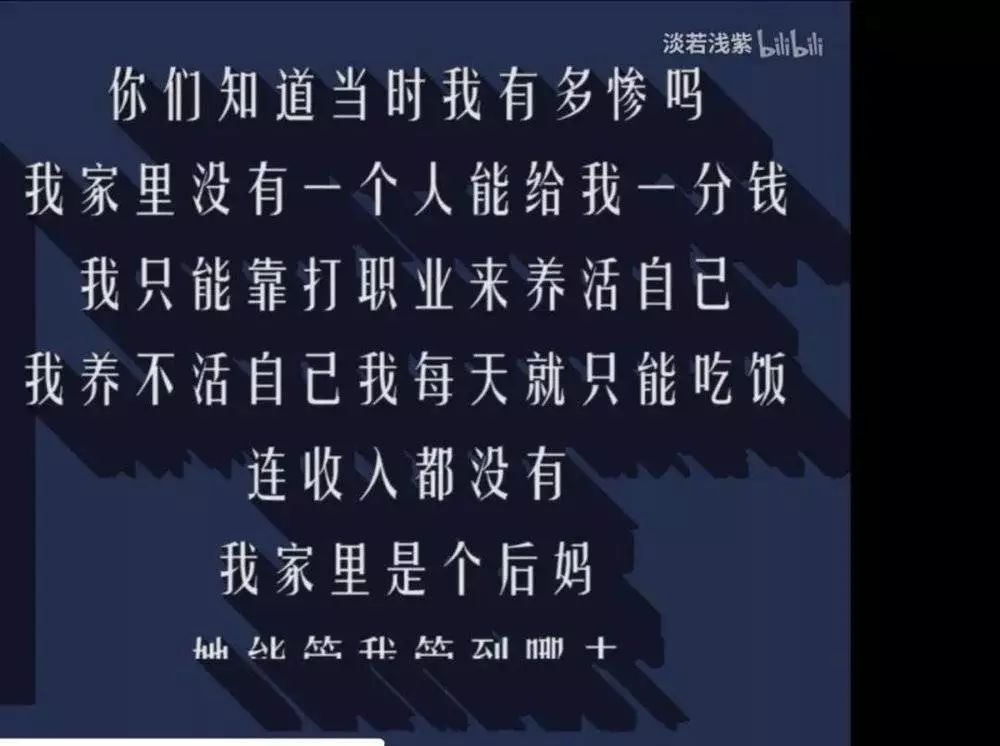 淡若浅紫 bilibili
你们知道当时我有多惨吗
我家里没有一个人能给我一分钱
我只能靠打职业来养活自己
我养不活自己我每天就只能吃饭
连收入都没有
我家里是个后妈